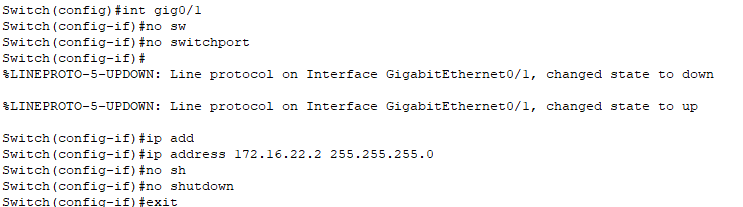 Switch(config)#int gig0/1
Switch(config-if)#no sw
Switch(config-if)#no switchport
Switch(config-if)#
%LINEPROTO-5-UPDOWN: Line protocol on Interface GigabitEthernet0/1, changed state to down
%LINEPROTO-5-UPDOWN: Line protocol on Interface GigabitEthernet0/1, changed state to up
Switch(config-if)#ip add
Switch(config-if)#ip address 172.16.22.2 255.255.255.0
Switch(config-if)#no sh
Switch(config-if)#no shutdown
Switch(config-if)#exit